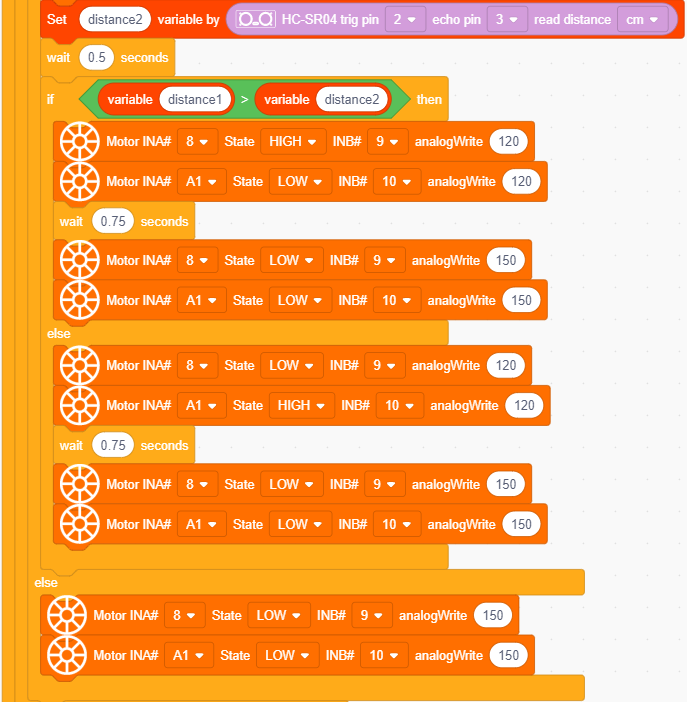 Set distance2 variable by HC-SR04 trig pin 2 echo pin 3 read distance cm
wait 0.5 seconds
if variable distance1 > variable distance2 then
Motor INA# 8 State HIGH INB# 9 analogWrite 120
Motor INA# A1 State LOW INB# 10 analogWrite 120
wait 0.75 seconds
Motor INA# 8 State LOW INB# 9 analogWrite 150
Motor INA# A1 State LOW INB# 10 analogWrite 150
else
Motor INA# 8 State LOW INB# 9 analogWrite 120
Motor INA# A1 State HIGH INB# 10 analogWrite 120
wait 0.75 seconds
Motor INA# 8 State LOW INB# 9 analogWrite 150
Motor INA# A1 State LOW INB# 10 analogWrite 150
else
Motor INA# 8 State LOW INB# 9 analogWrite 150
Motor INA# A1 State LOW INB# 10 analogWrite 150